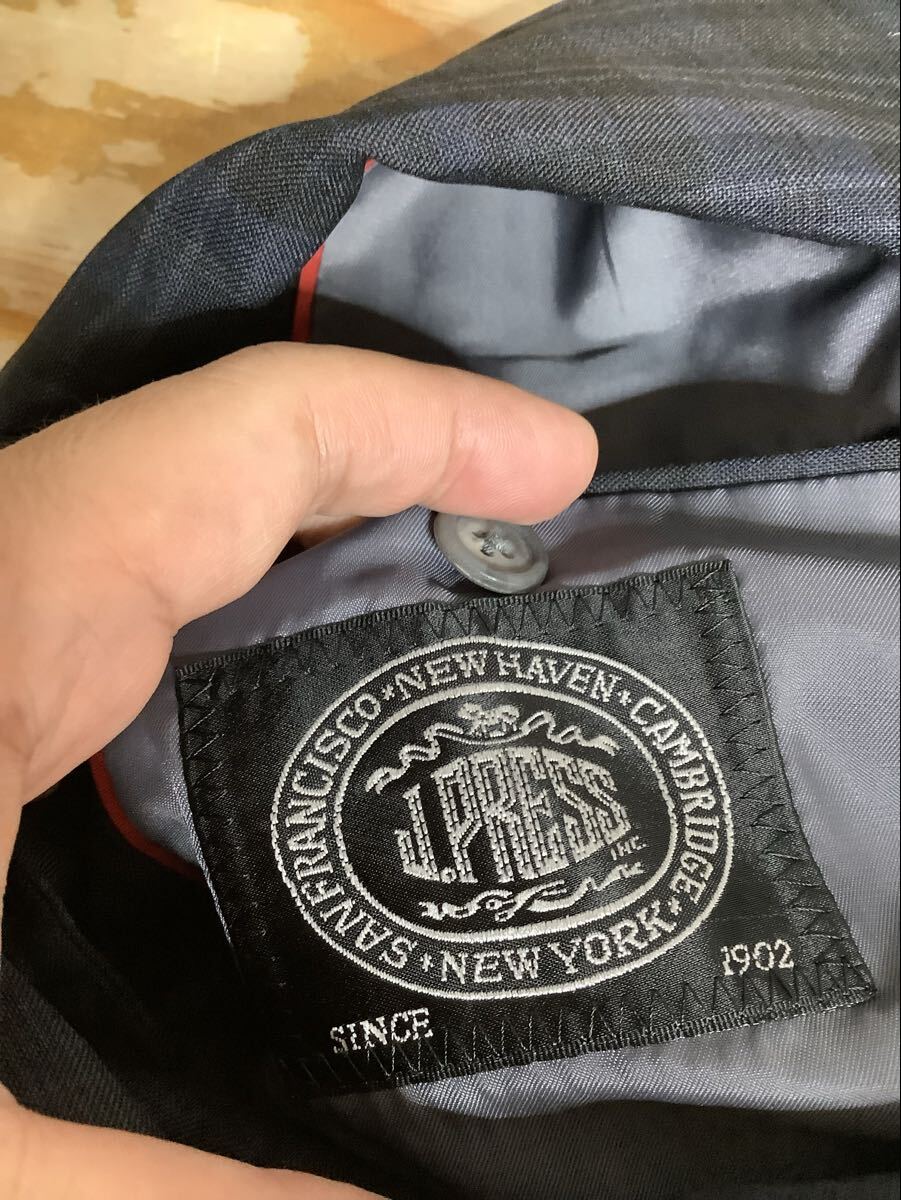 SAN FRANCISCO ★ NEW HAVEN ★ CAMBRIDGE ★ NEW YORK ★
J. PRESS
INC.
SINCE 1902